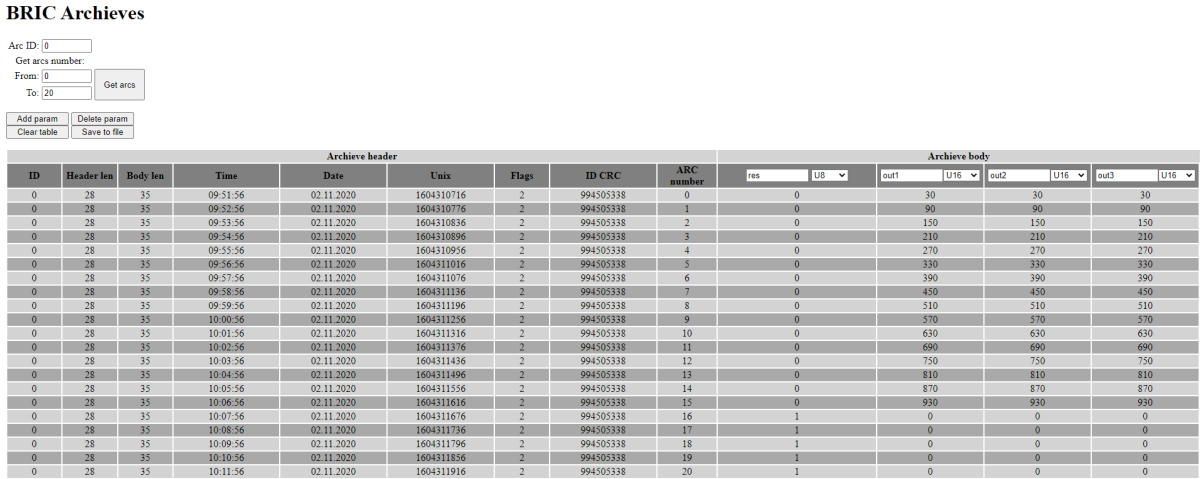 BRIC Archieves
Arc ID: 0
Get arcs number:
From: 0
Get arcs
To: 20
Add param Delete param
Clear table Save to file
Archieve header Archieve body
ID Header len Body len Time Date Unix Flags ID CRC ARC number res U8 out1 U16 out2 U16 out3 U16
0 28 35 09:51:56 02.11.2020 1604310716 2 994505338 0 0 30 30 30
0 28 35 09:52:56 02.11.2020 1604310776 2 994505338 1 0 90 90 90
0 28 35 09:53:56 02.11.2020 1604310836 2 994505338 2 0 150 150 150
0 28 35 09:54:56 02.11.2020 1604310896 2 994505338 3 0 210 210 210
0 28 35 09:55:56 02.11.2020 1604310956 2 994505338 4 0 270 270 270
0 28 35 09:56:56 02.11.2020 1604311016 2 994505338 5 0 330 330 330
0 28 35 09:57:56 02.11.2020 1604311076 2 994505338 6 0 390 390 390
0 28 35 09:58:56 02.11.2020 1604311136 2 994505338 7 0 450 450 450
0 28 35 09:59:56 02.11.2020 1604311196 2 994505338 8 0 510 510 510
0 28 35 10:00:56 02.11.2020 1604311256 2 994505338 9 0 570 570 570
0 28 35 10:01:56 02.11.2020 1604311316 2 994505338 10 0 630 630 630
0 28 35 10:02:56 02.11.2020 1604311376 2 994505338 11 0 690 690 690
0 28 35 10:03:56 02.11.2020 1604311436 2 994505338 12 0 750 750 750
0 28 35 10:04:56 02.11.2020 1604311496 2 994505338 13 0 810 810 810
0 28 35 10:05:56 02.11.2020 1604311556 2 994505338 14 0 870 870 870
0 28 35 10:06:56 02.11.2020 1604311616 2 994505338 15 0 930 930 930
0 28 35 10:07:56 02.11.2020 1604311676 2 994505338 16 1 0 0 0
0 28 35 10:08:56 02.11.2020 1604311736 2 994505338 17 1 0 0 0
0 28 35 10:09:56 02.11.2020 1604311796 2 994505338 18 1 0 0 0
0 28 35 10:10:56 02.11.2020 1604311856 2 994505338 19 1 0 0 0
0 28 35 10:11:56 02.11.2020 1604311916 2 994505338 20 1 0 0 0